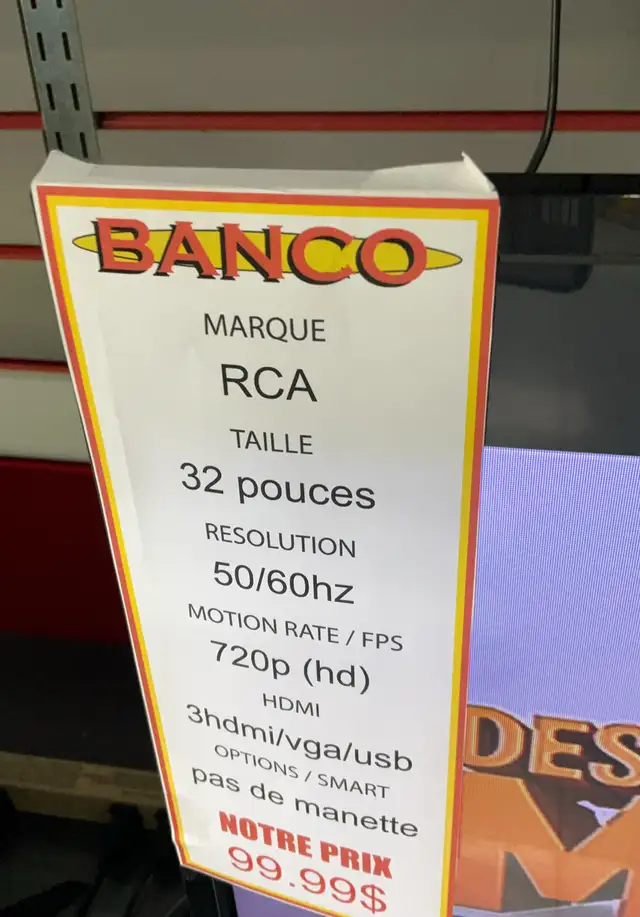 BANCO
MARQUE
RCA
TAILLE
32 pouces
RESOLUTION
50/60hz
MOTION RATE / FPS
720p (hd)
HDMI
3hdmi/vga/usb
OPTIONS / SMART
pas de manette
NOTRE PRIX
99.99$
DES